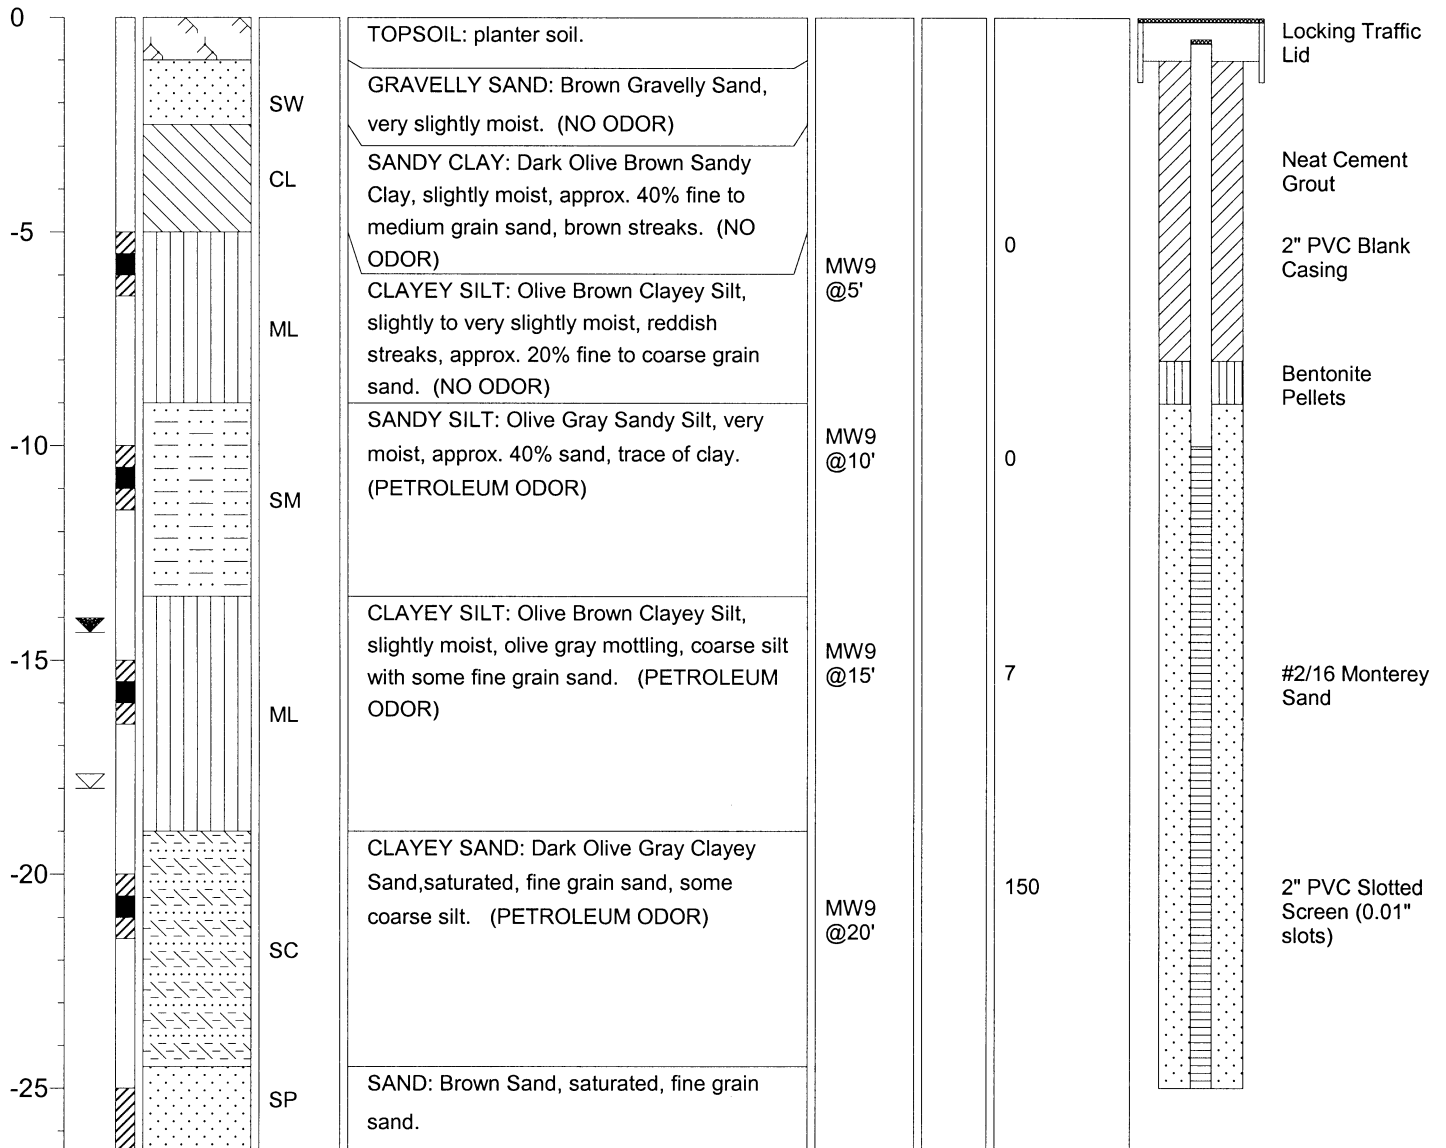 0
TOPSOIL: planter soil.
Locking Traffic
Lid
SW
GRAVELLY SAND: Brown Gravelly Sand,
very slightly moist. (NO ODOR)
CL
SANDY CLAY: Dark Olive Brown Sandy
Clay, slightly moist, approx. 40% fine to
medium grain sand, brown streaks. (NO
ODOR)
Neat Cement
Grout
-5
MW9
@5'
0
2" PVC Blank
Casing
ML
CLAYEY SILT: Olive Brown Clayey Silt,
slightly to very slightly moist, reddish
streaks, approx. 20% fine to coarse grain
sand. (NO ODOR)
Bentonite
Pellets
-10
SM
SANDY SILT: Olive Gray Sandy Silt, very
moist, approx. 40% sand, trace of clay.
(PETROLEUM ODOR)
MW9
@10'
0
-15
ML
CLAYEY SILT: Olive Brown Clayey Silt,
slightly moist, olive gray mottling, coarse silt
with some fine grain sand. (PETROLEUM
ODOR)
MW9
@15'
7
#2/16 Monterey
Sand
-20
SC
CLAYEY SAND: Dark Olive Gray Clayey
Sand,saturated, fine grain sand, some
coarse silt. (PETROLEUM ODOR)
MW9
@20'
150
2" PVC Slotted
Screen (0.01"
slots)
-25
SP
SAND: Brown Sand, saturated, fine grain
sand.